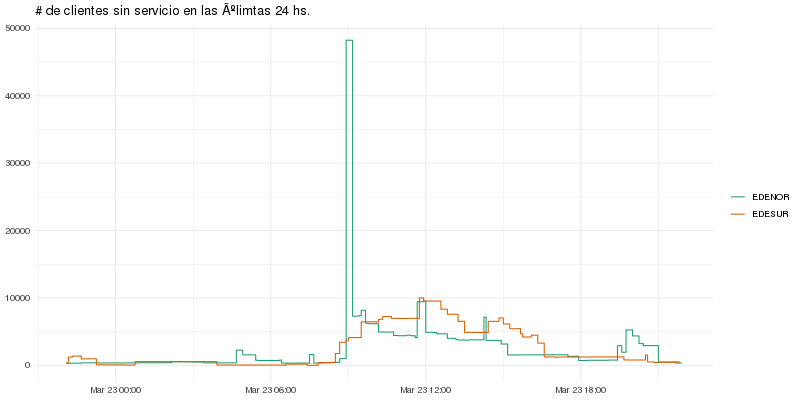 # de clientes sin servicio en las Ãºlimtas 24 hs.
50000
40000
30000
20000
10000
0
Mar 23 00:00
Mar 23 06:00
Mar 23 12:00
Mar 23 18:00
EDENOR
EDESUR